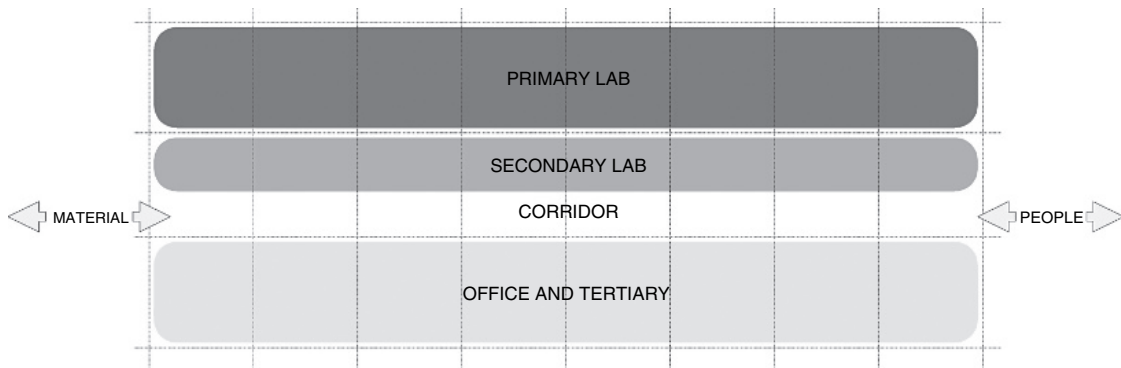 PRIMARY LAB
SECONDARY LAB
CORRIDOR
MATERIAL
PEOPLE
OFFICE AND TERTIARY